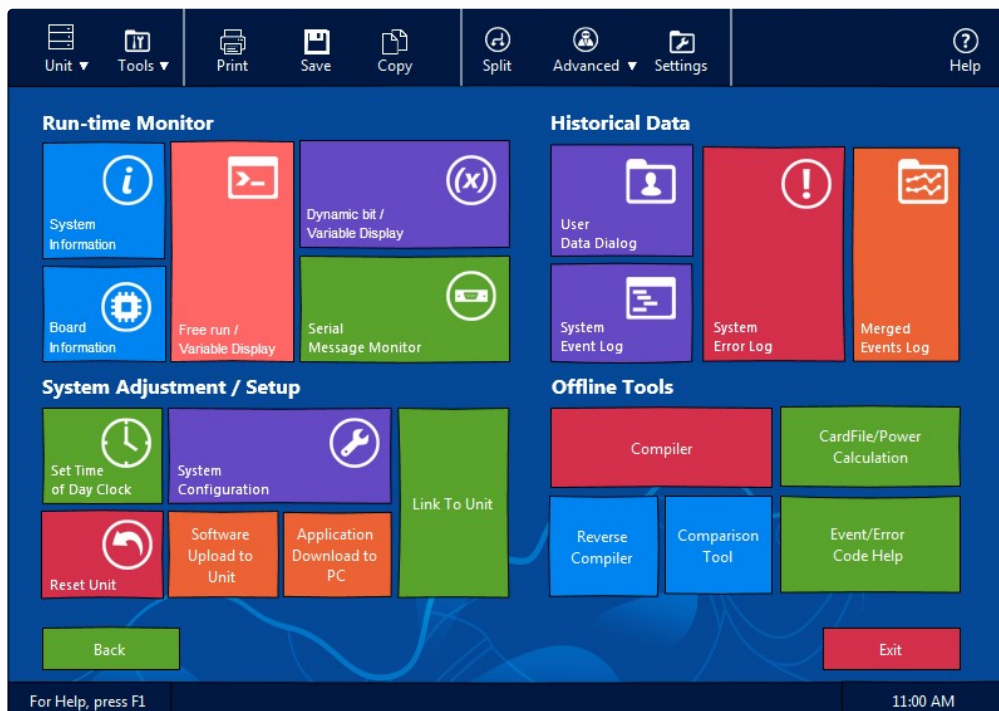 Unit ▼
Tools ▼
Print
Save
Copy
Split
Advanced ▼
Settings
? Help
Run-time Monitor
i
System
Information
Board
Information
>_
Free run /
Variable Display
(x)
Dynamic bit /
Variable Display
Serial
Message Monitor
Historical Data
User
Data Dialog
System
Event Log
!
System
Error Log
Merged
Events Log
System Adjustment / Setup
Set Time
of Day Clock
System
Configuration
Link To Unit
Reset Unit
Software
Upload to
Unit
Application
Download to
PC
Offline Tools
Compiler
CardFile/Power
Calculation
Reverse
Compiler
Comparison
Tool
Event/Error
Code Help
Back
Exit
For Help, press F1
11:00 AM